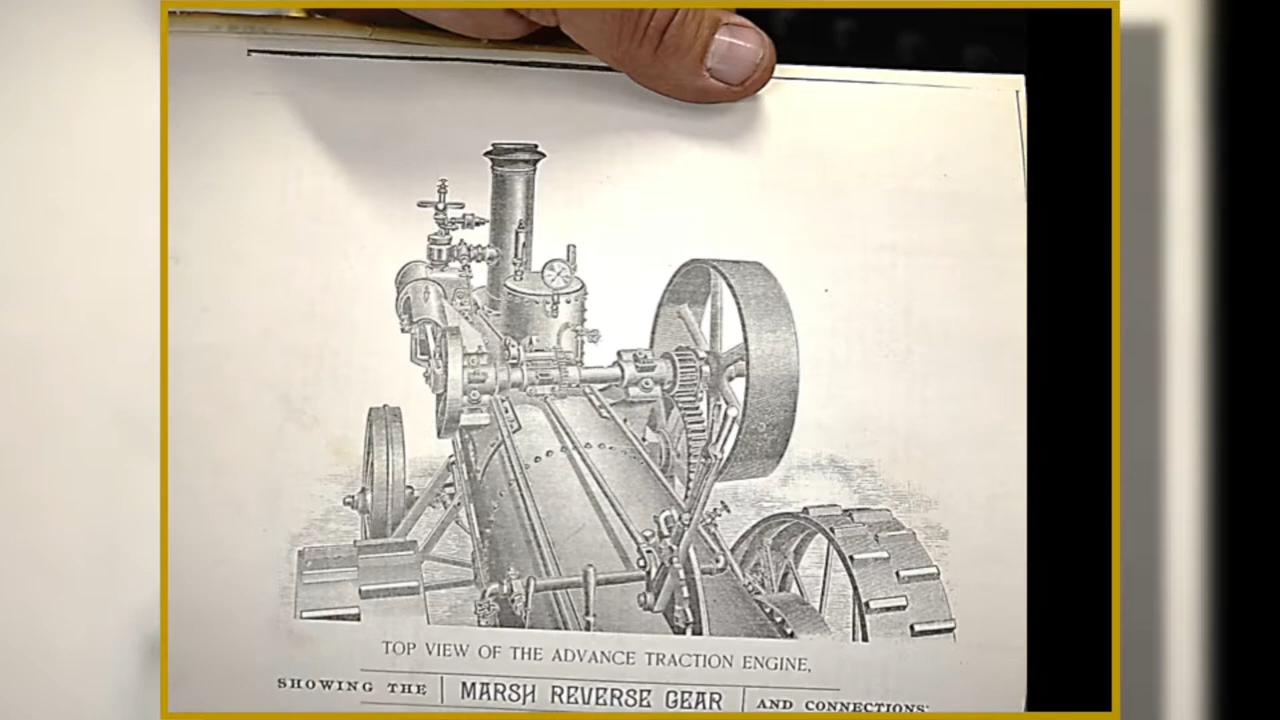 TOP VIEW OF THE ADVANCE TRACTION ENGINE,
SHOWING THE MARSH REVERSE GEAR AND CONNECTIONS.